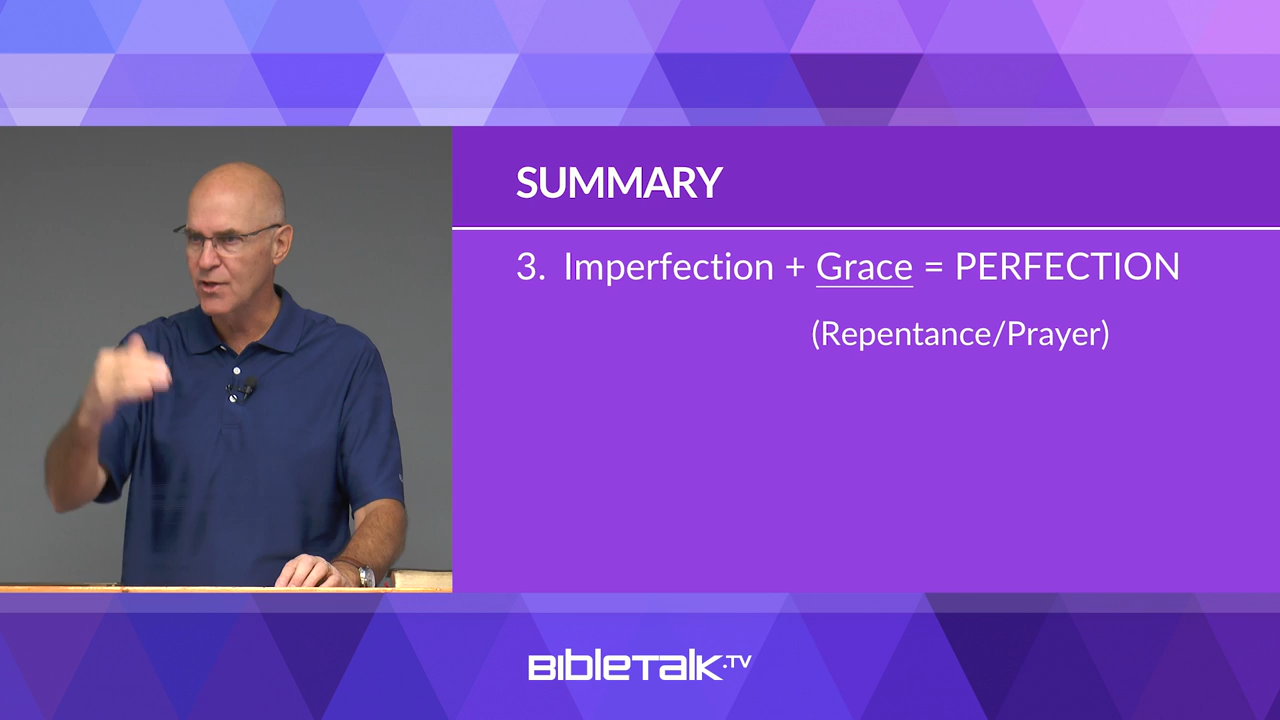 SUMMARY
3. Imperfection + Grace = PERFECTION
(Repentance/Prayer)
BIBLETALK.TV